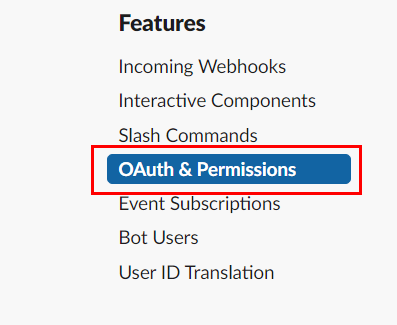 Features
Incoming Webhooks
Interactive Components
Slash Commands
OAuth & Permissions
Event Subscriptions
Bot Users
User ID Translation